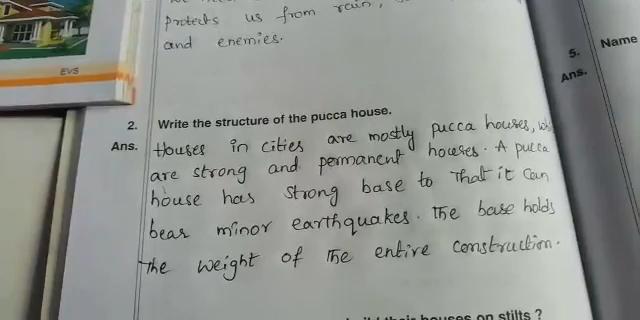 protects us from rain,
and enemies.
EVS
2. Write the structure of the pucca house.
Ans. Houses in cities are mostly pucca houses,
are strong and permanent houses. A pucca
house has strong base to that it can
bear minor earthquakes. The base holds
the weight of the entire construction.
houses on stilts ?
5. Name
Ans.